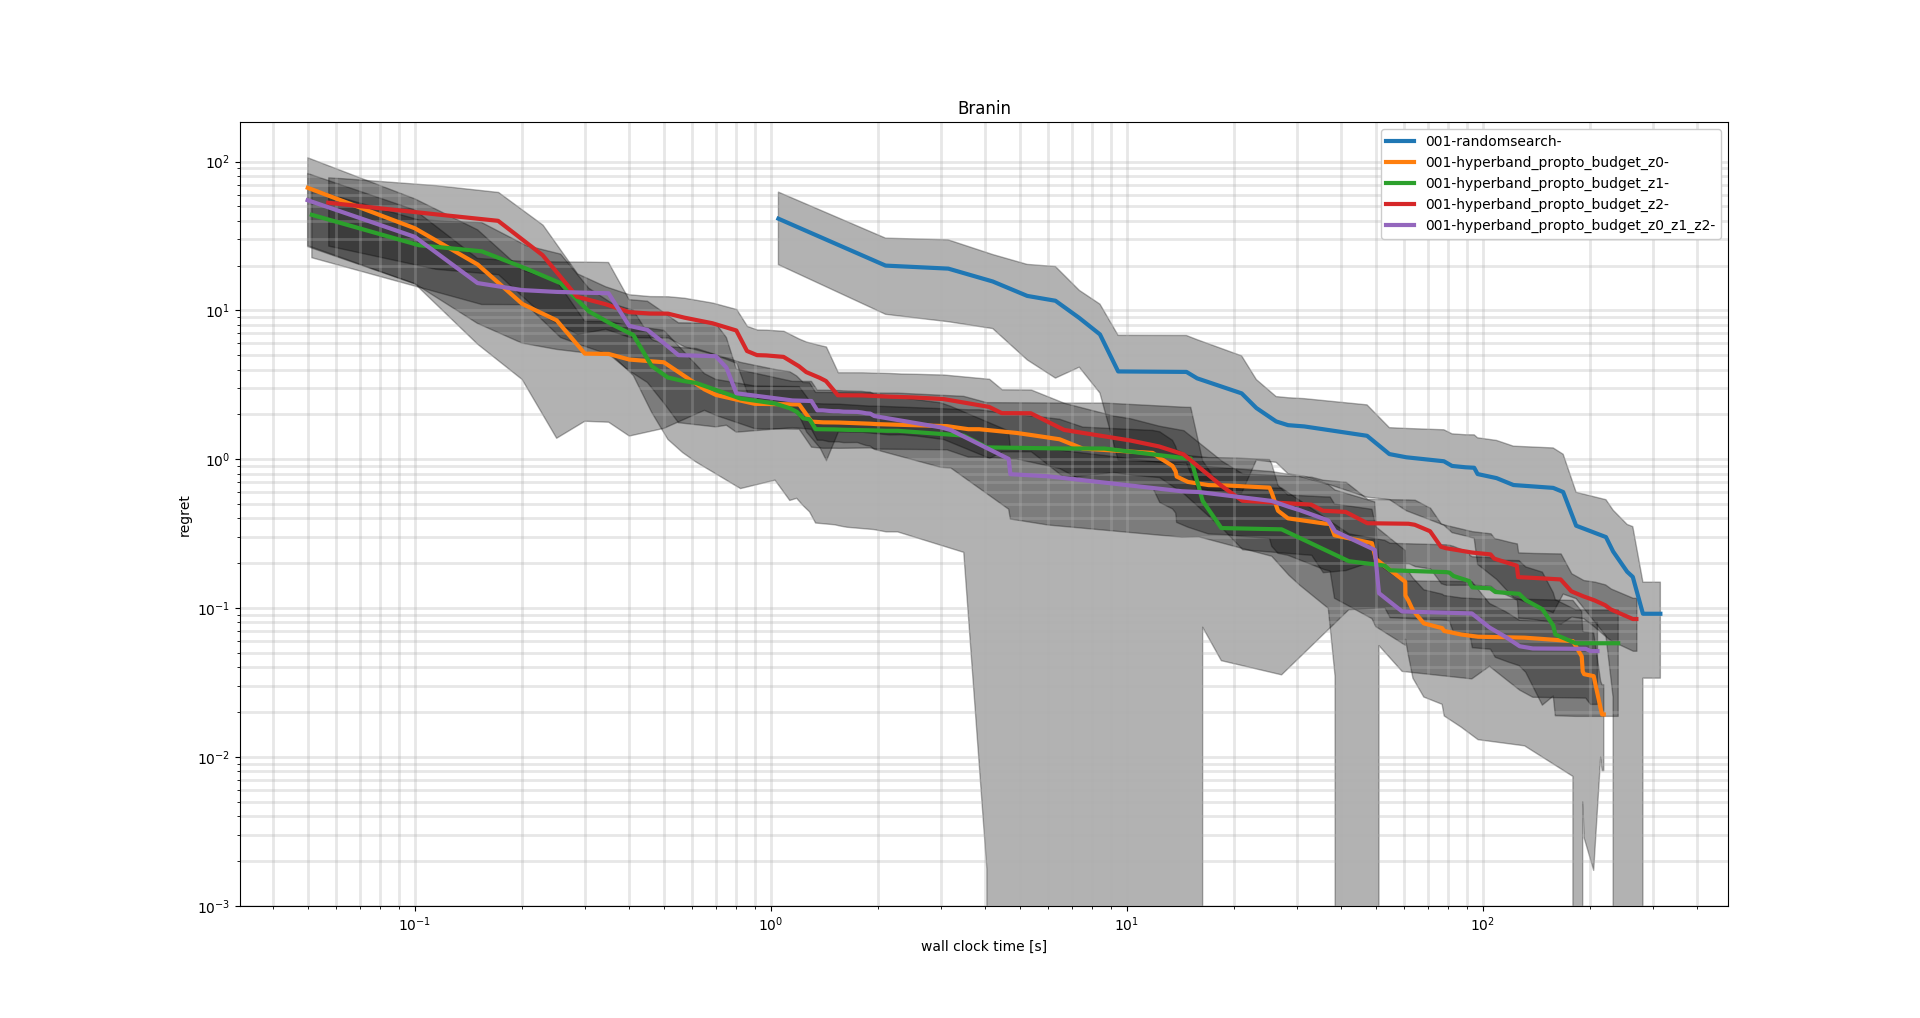 Branin
001-randomsearch-
001-hyperband_propto_budget_z0-
001-hyperband_propto_budget_z1-
001-hyperband_propto_budget_z2-
001-hyperband_propto_budget_z0_z1_z2-
regret
10²
10¹
10⁰
10⁻¹
10⁻²
10⁻³
10⁻¹ 10⁰ 10¹ 10²
wall clock time [s]